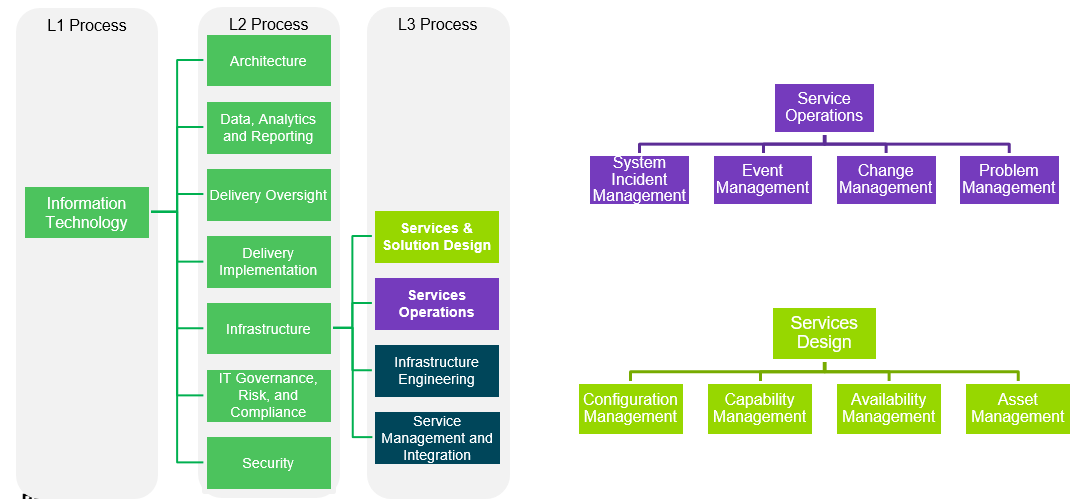 L1 Process
L2 Process
L3 Process
Information
Technology
Architecture
Data, Analytics
and Reporting
Delivery Oversight
Delivery
Implementation
Infrastructure
IT Governance,
Risk, and
Compliance
Security
Services &
Solution Design
Services
Operations
Infrastructure
Engineering
Service
Management and
Integration
Service
Operations
System
Incident
Management
Event
Management
Change
Management
Problem
Management
Services
Design
Configuration
Management
Capability
Management
Availability
Management
Asset
Management